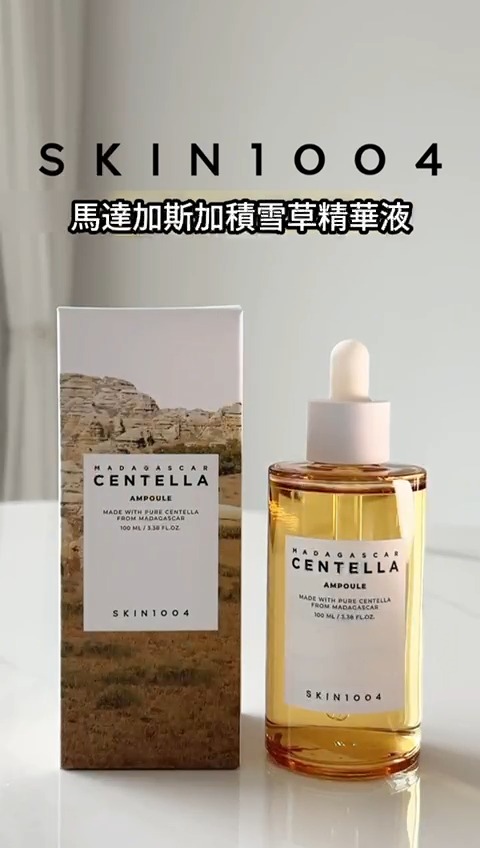 SKIN1004
馬達加斯加積雪草精華液
MADAGASCAR
CENTELLA
AMPOULE
MADE WITH PURE CENTELLA
FROM MADAGASCAR
100 ML / 3.38 FL.OZ.
SKIN1004
MADAGASCAR
CENTELLA
AMPOULE
MADE WITH PURE CENTELLA
FROM MADAGASCAR
100 ML / 3.38 FL.OZ.
SKIN1004